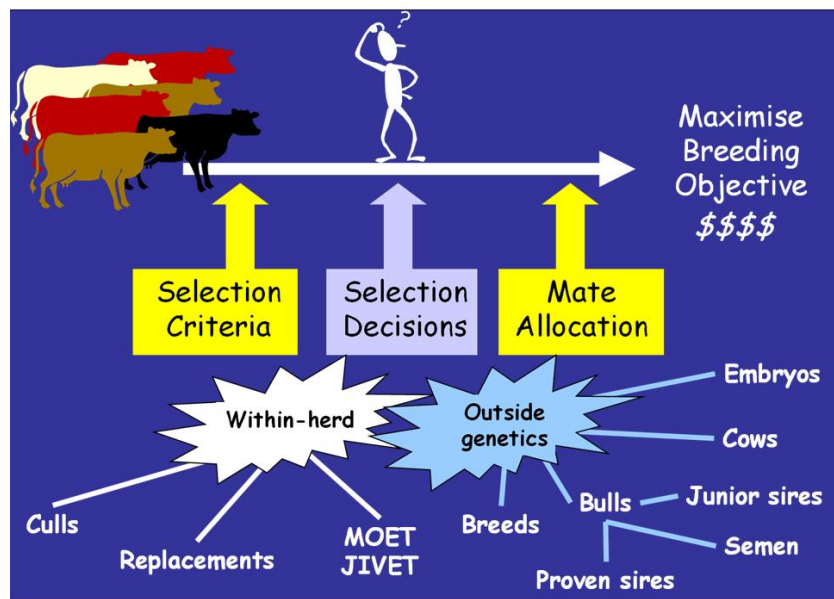 ?
Maximise
Breeding
Objective
$$$$
Selection
Criteria
Selection
Decisions
Mate
Allocation
Within-herd
Outside
genetics
Embryos
Cows
Culls
Replacements
MOET
JIVET
Breeds
Bulls
Junior sires
Semen
Proven sires